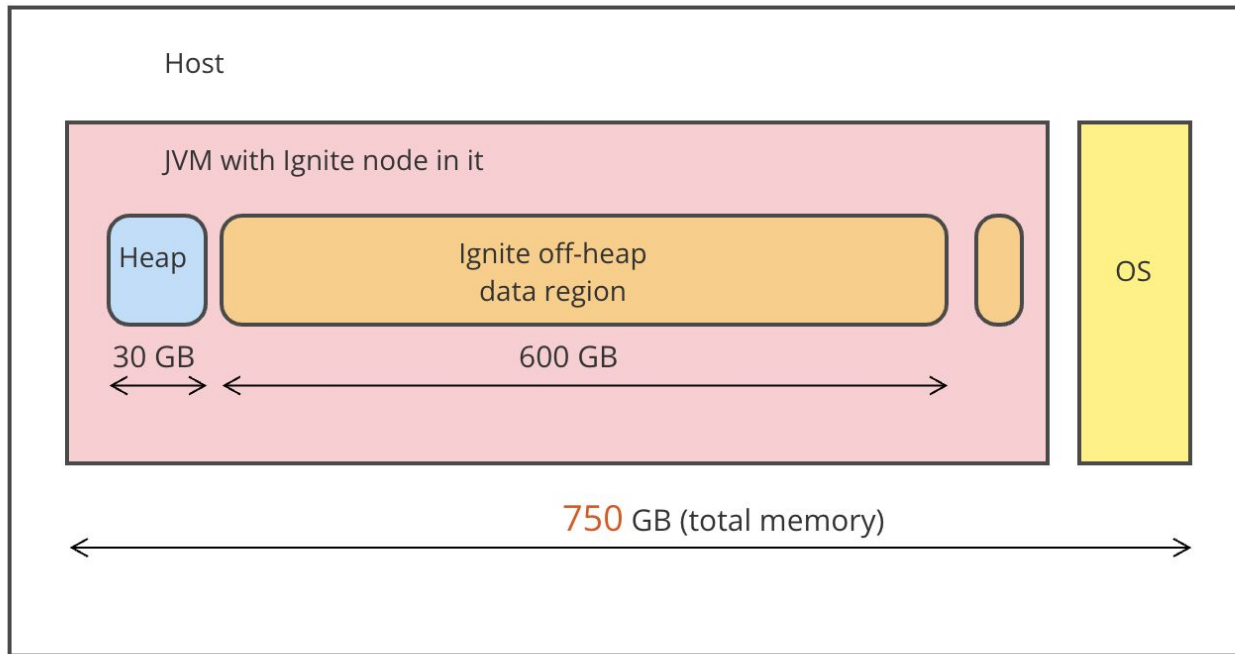 Host
JVM with Ignite node in it
Heap
Ignite off-heap
data region
OS
30 GB
600 GB
750 GB (total memory)